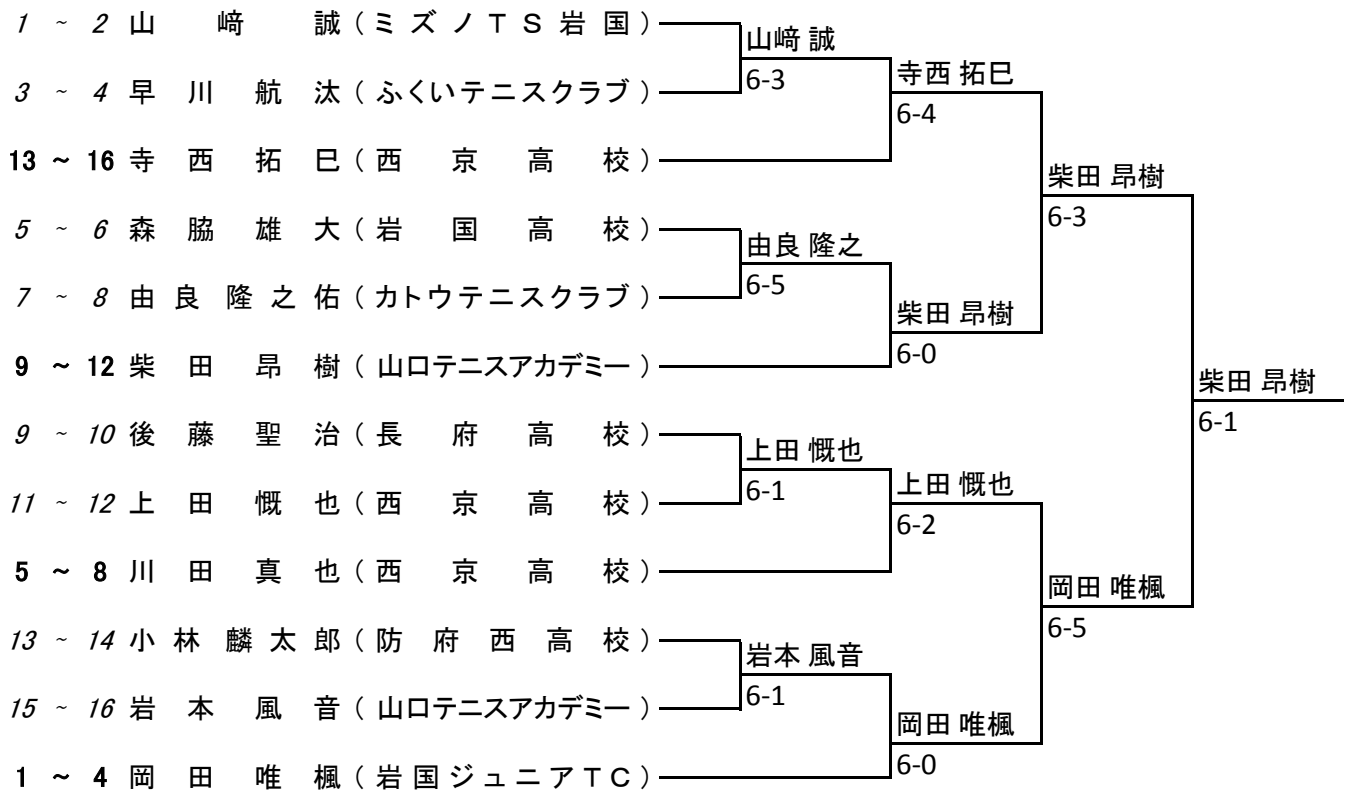 1 ~ 2 山 﨑 誠 ( ミズノTS岩国 )
山﨑 誠
6-3
3 ~ 4 早川航汰 ( ふくいテニスクラブ )
寺西 拓巳
6-4
13 ~ 16 寺西拓巳 ( 西京高校 )
柴田 昂樹
6-3
5 ~ 6 森脇雄大 ( 岩国高校 )
由良 隆之
6-5
7 ~ 8 由良隆之佑 ( カトウテニスクラブ )
柴田 昂樹
6-0
9 ~ 12 柴田昂樹 ( 山口テニスアカデミー )
柴田 昂樹
6-1
9 ~ 10 後藤聖治 ( 長府高校 )
上田 慨也
6-1
11 ~ 12 上田慨也 ( 西京高校 )
上田 慨也
6-2
5 ~ 8 川田真也 ( 西京高校 )
岡田 唯楓
6-5
13 ~ 14 小林麟太郎 ( 防府西高校 )
岩本 風音
6-1
15 ~ 16 岩本風音 ( 山口テニスアカデミー )
岡田 唯楓
6-0
1 ~ 4 岡田唯楓 ( 岩国ジュニアTC )